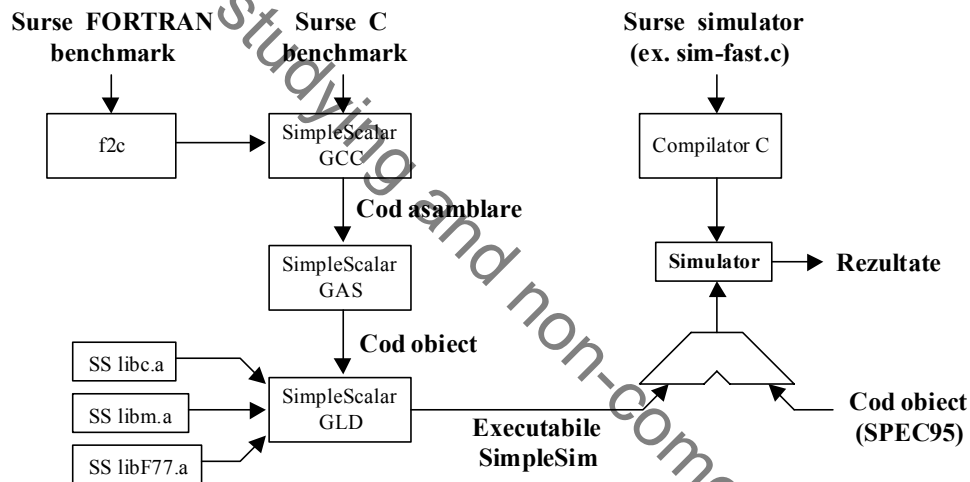 Surse FORTRAN
benchmark
Surse C
benchmark
Surse simulator
(ex. sim-fast.c)
f2c
SimpleScalar
GCC
Compilator C
Cod asamblare
SimpleScalar
GAS
Simulator
Rezultate
Cod obiect
SS libc.a
SS libm.a
SS libF77.a
SimpleScalar
GLD
Executabile
SimpleSim
Cod obiect
(SPEC95)
studying and non-come